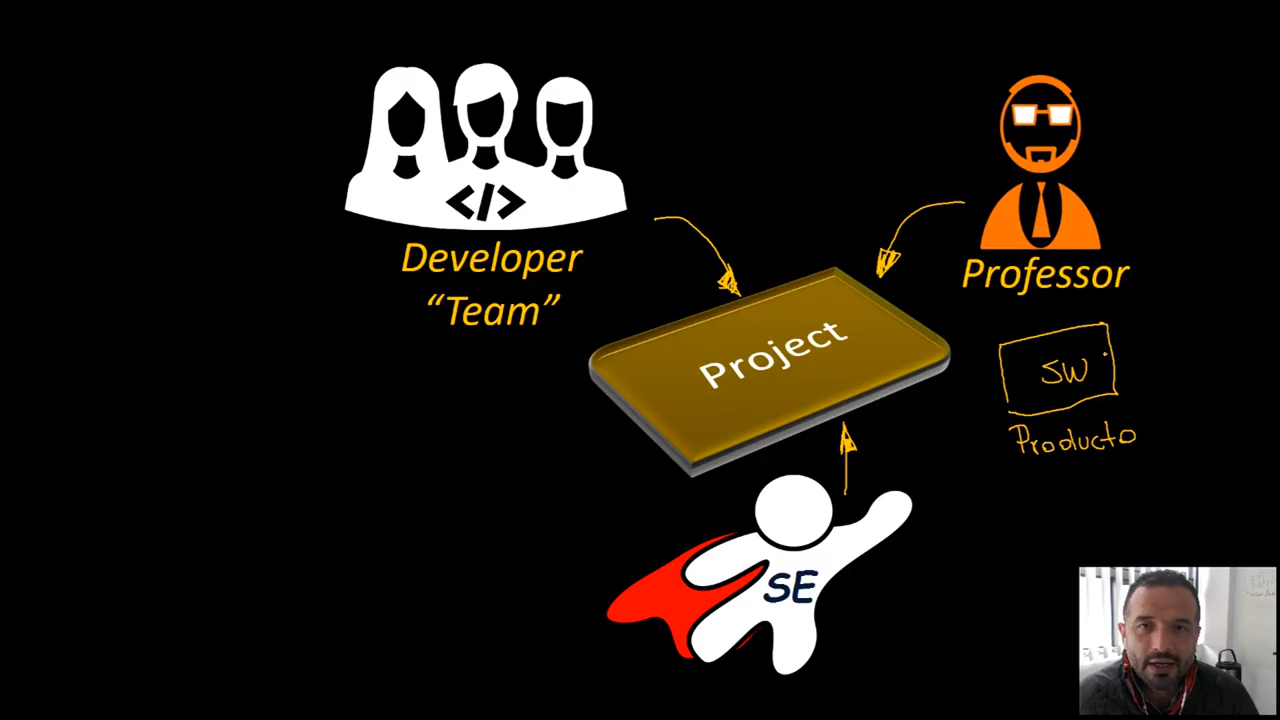 </>
Developer
“Team”
Professor
Project
SW
Producto
SE